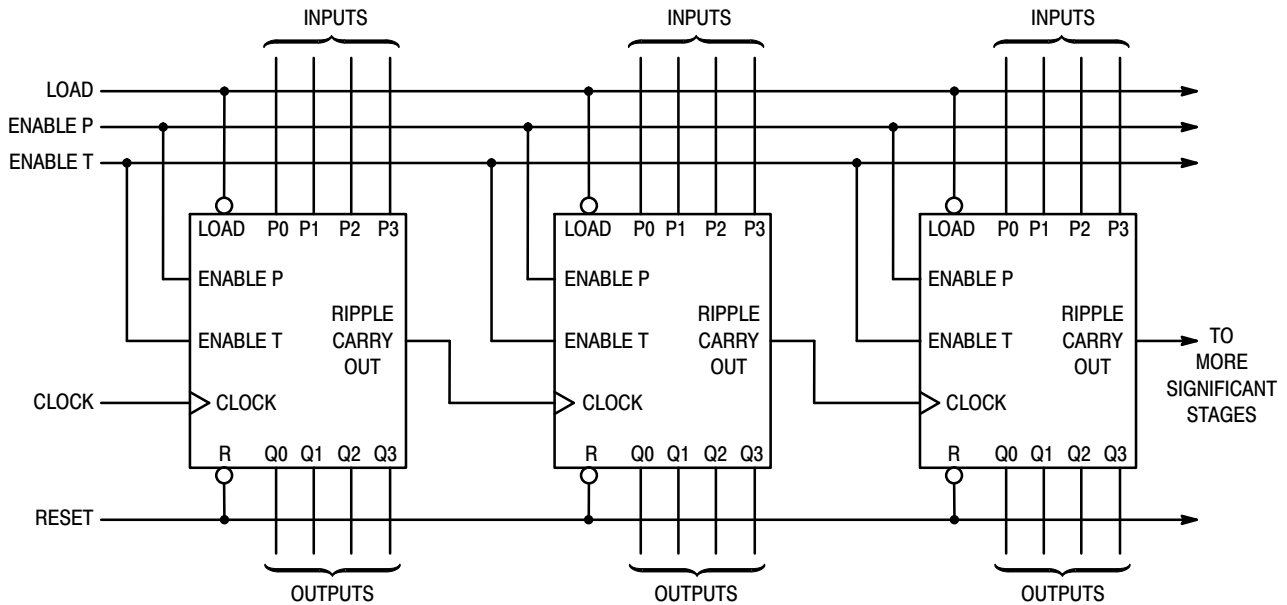 INPUTS INPUTS INPUTS
LOAD
ENABLE P
ENABLE T
LOAD P0 P1 P2 P3 LOAD P0 P1 P2 P3 LOAD P0 P1 P2 P3
ENABLE P ENABLE P ENABLE P
RIPPLE RIPPLE RIPPLE
ENABLE T CARRY ENABLE T CARRY ENABLE T CARRY TO
OUT OUT OUT MORE
SIGNIFICANT
CLOCK CLOCK CLOCK CLOCK STAGES
R Q0 Q1 Q2 Q3 R Q0 Q1 Q2 Q3 R Q0 Q1 Q2 Q3
RESET
OUTPUTS OUTPUTS OUTPUTS